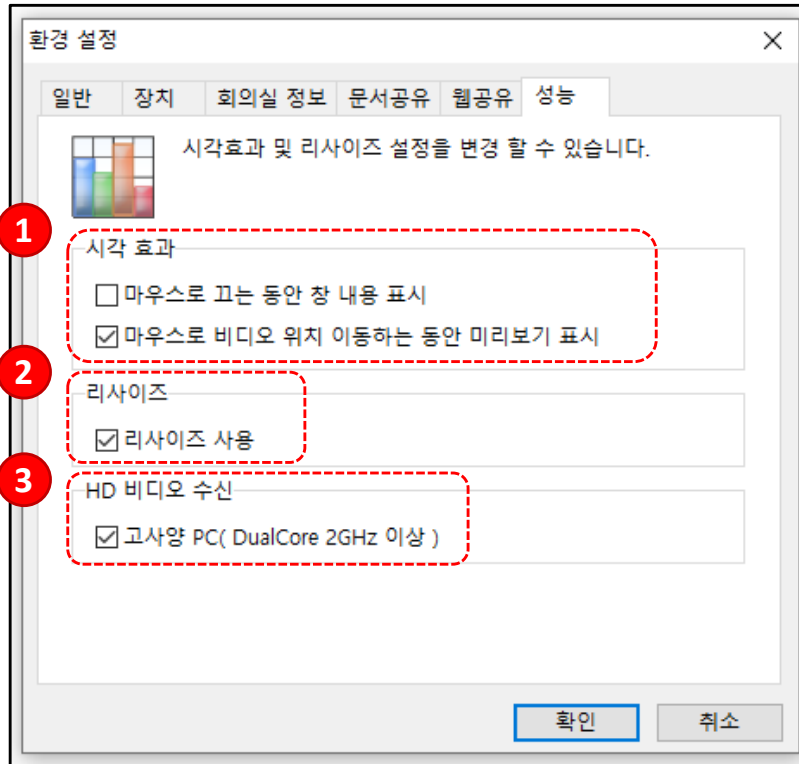 환경 설정
일반 장치 회의실 정보 문서공유 웹공유 성능
시각효과 및 리사이즈 설정을 변경 할 수 있습니다.
1
시각 효과
마우스로 끄는 동안 창 내용 표시
마우스로 비디오 위치 이동하는 동안 미리보기 표시
2
리사이즈
리사이즈 사용
3
HD 비디오 수신
고사양 PC( DualCore 2GHz 이상 )
확인 취소